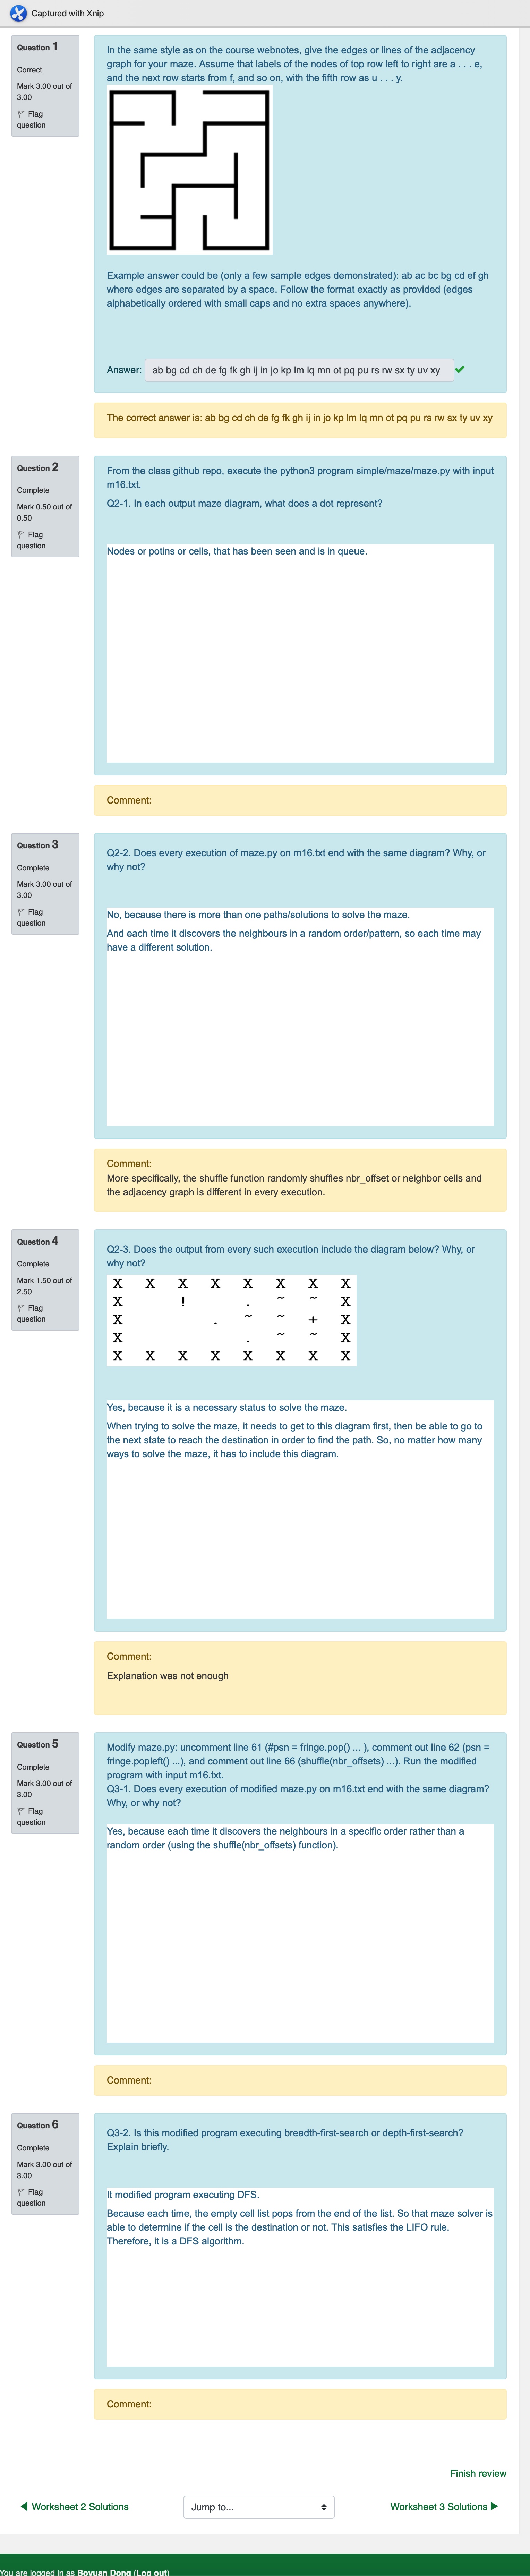 Captured with Xnip
Question 1
Correct
Mark 3.00 out of
3.00
Flag
question
In the same style as on the course webnotes, give the edges or lines of the adjacency
graph for your maze. Assume that labels of the nodes of top row left to right are a . . . e,
and the next row starts from f, and so on, with the fifth row as u . . . y.
Example answer could be (only a few sample edges demonstrated): ab ac bc bg cd ef gh
where edges are separated by a space. Follow the format exactly as provided (edges
alphabetically ordered with small caps and no extra spaces anywhere).
Answer: ab bg cd ch de fg fk gh ij in jo kp lm lq mn ot pq pu rs rw sx ty uv xy
The correct answer is: ab bg cd ch de fg fk gh ij in jo kp lm lq mn ot pq pu rs rw sx ty uv xy
Question 2
Complete
Mark 0.50 out of
0.50
Flag
question
From the class github repo, execute the python3 program simple/maze/maze.py with input
m16.txt.
Q2-1. In each output maze diagram, what does a dot represent?
Nodes or potins or cells, that has been seen and is in queue.
Comment:
Question 3
Complete
Mark 3.00 out of
3.00
Flag
question
Q2-2. Does every execution of maze.py on m16.txt end with the same diagram? Why, or
why not?
No, because there is more than one paths/solutions to solve the maze.
And each time it discovers the neighbours in a random order/pattern, so each time may
have a different solution.
Comment:
More specifically, the shuffle function randomly shuffles nbr_offset or neighbor cells and
the adjacency graph is different in every execution.
Question 4
Complete
Mark 1.50 out of
2.50
Flag
question
Q2-3. Does the output from every such execution include the diagram below? Why, or
why not?
X X X X X X X X
X ! . ~ ~ X
X . ~ ~ + X
X . ~ ~ X
X X X X X X X X
Yes, because it is a necessary status to solve the maze.
When trying to solve the maze, it needs to get to this diagram first, then be able to go to
the next state to reach the destination in order to find the path. So, no matter how many
ways to solve the maze, it has to include this diagram.
Comment:
Explanation was not enough
Question 5
Complete
Mark 3.00 out of
3.00
Flag
question
Modify maze.py: uncomment line 61 (#psn = fringe.pop() ... ), comment out line 62 (psn =
fringe.popleft() ...), and comment out line 66 (shuffle(nbr_offsets) ...). Run the modified
program with input m16.txt.
Q3-1. Does every execution of modified maze.py on m16.txt end with the same diagram?
Why, or why not?
Yes, because each time it discovers the neighbours in a specific order rather than a
random order (using the shuffle(nbr_offsets) function).
Comment:
Question 6
Complete
Mark 3.00 out of
3.00
Flag
question
Q3-2. Is this modified program executing breadth-first-search or depth-first-search?
Explain briefly.
It modified program executing DFS.
Because each time, the empty cell list pops from the end of the list. So that maze solver is
able to determine if the cell is the destination or not. This satisfies the LIFO rule.
Therefore, it is a DFS algorithm.
Comment:
Finish review
◀ Worksheet 2 Solutions
Jump to...
Worksheet 3 Solutions ▶
You are logged in as Boyuan Dong (Log out)